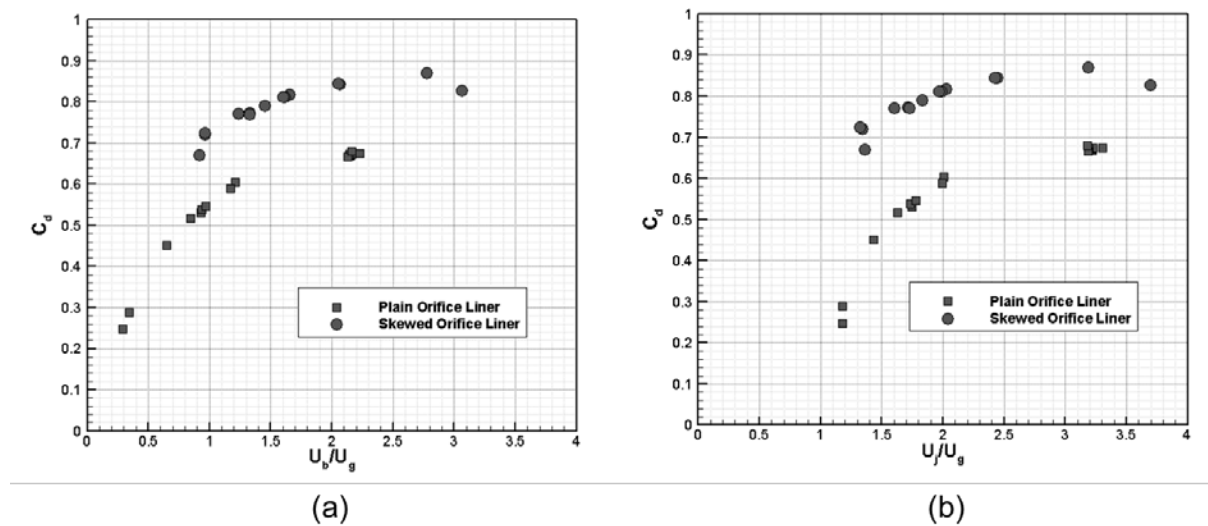 1
0.9
0.8
0.7
0.6
0.5
0.4
0.3
0.2
0.1
0
C_d
Plain Orifice Liner
Skewed Orifice Liner
0 0.5 1 1.5 2 2.5 3 3.5 4
U_b/U_g
(a)
1
0.9
0.8
0.7
0.6
0.5
0.4
0.3
0.2
0.1
0
C_d
Plain Orifice Liner
Skewed Orifice Liner
0 0.5 1 1.5 2 2.5 3 3.5 4
U_j/U_g
(b)